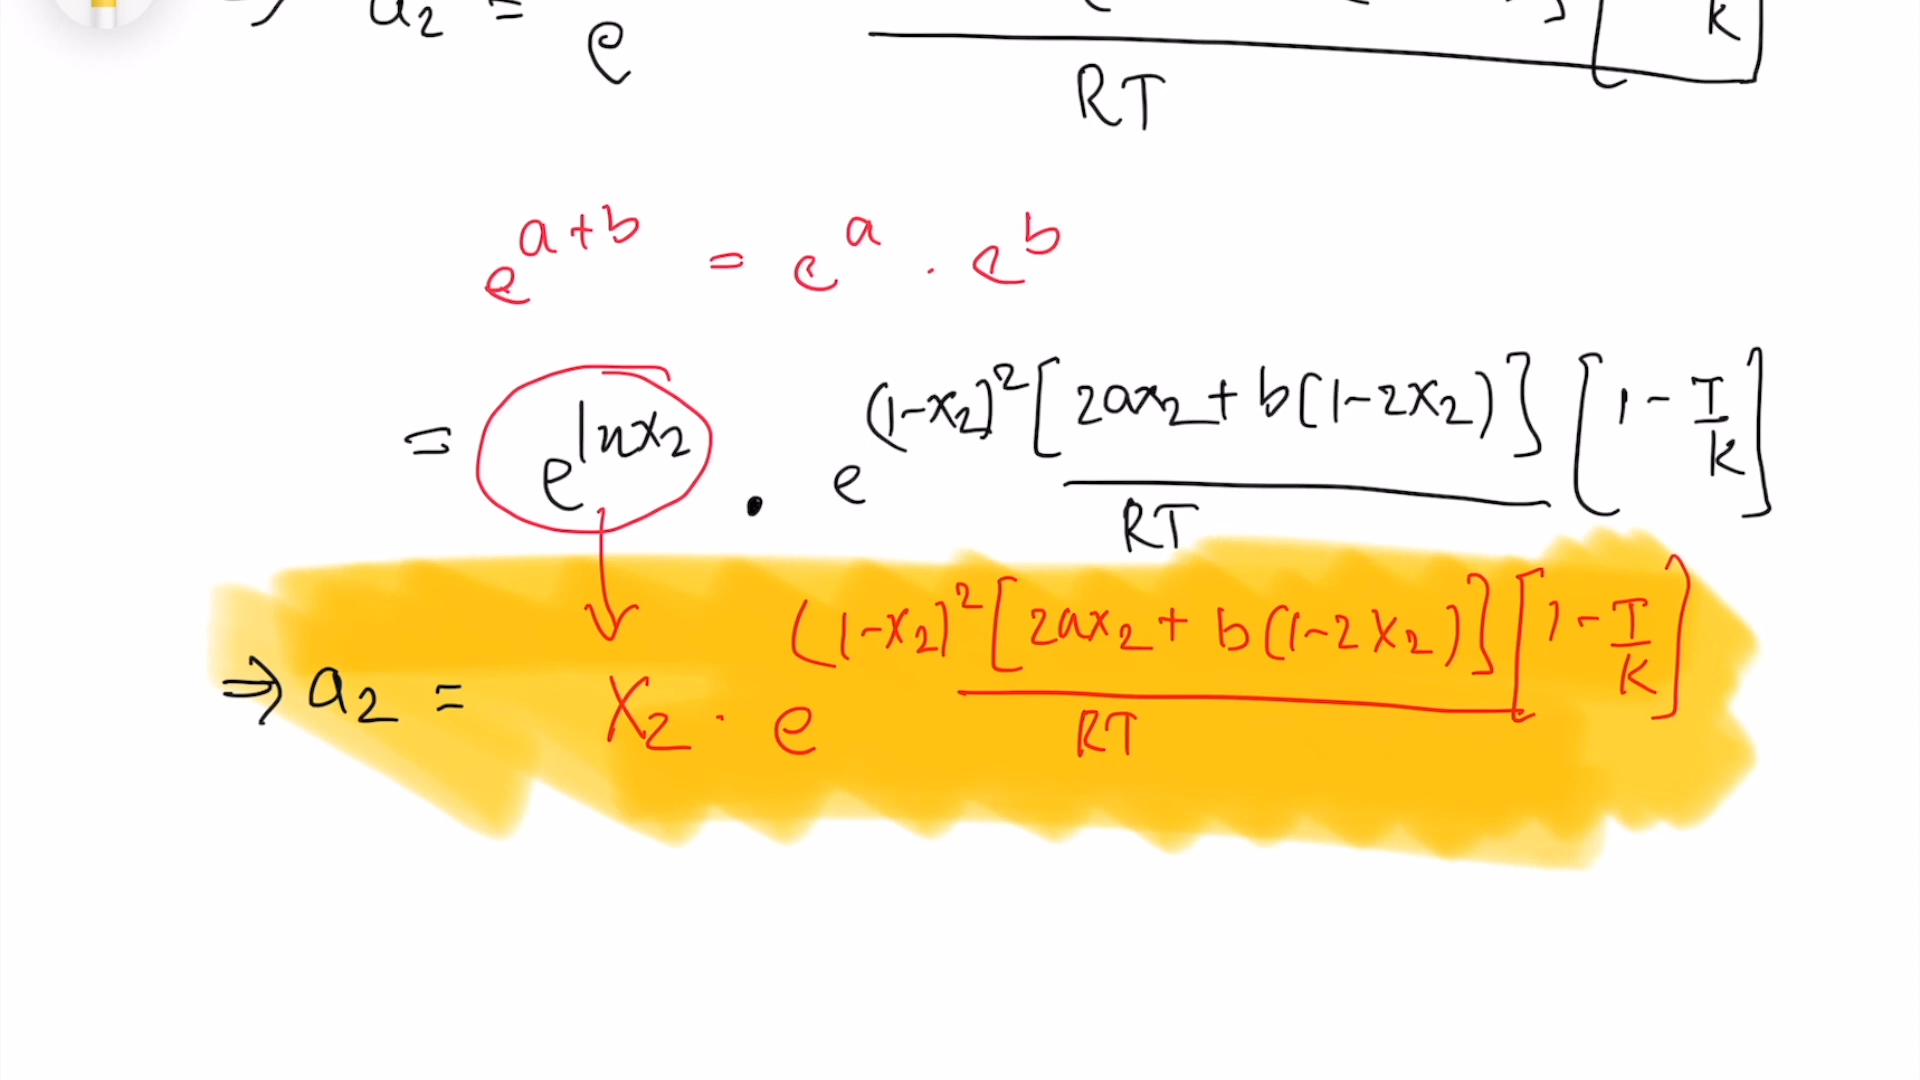 ⇒ a₂ = e
RT
k
e^(a+b) = e^a · e^b
= e^(ln x₂) · e^((1-x₂)² [2ax₂ + b(1-2x₂)] / RT [1 - T/k])
⇒ a₂ = x₂ · e^((1-x₂)² [2ax₂ + b(1-2x₂)] / RT [1 - T/k])